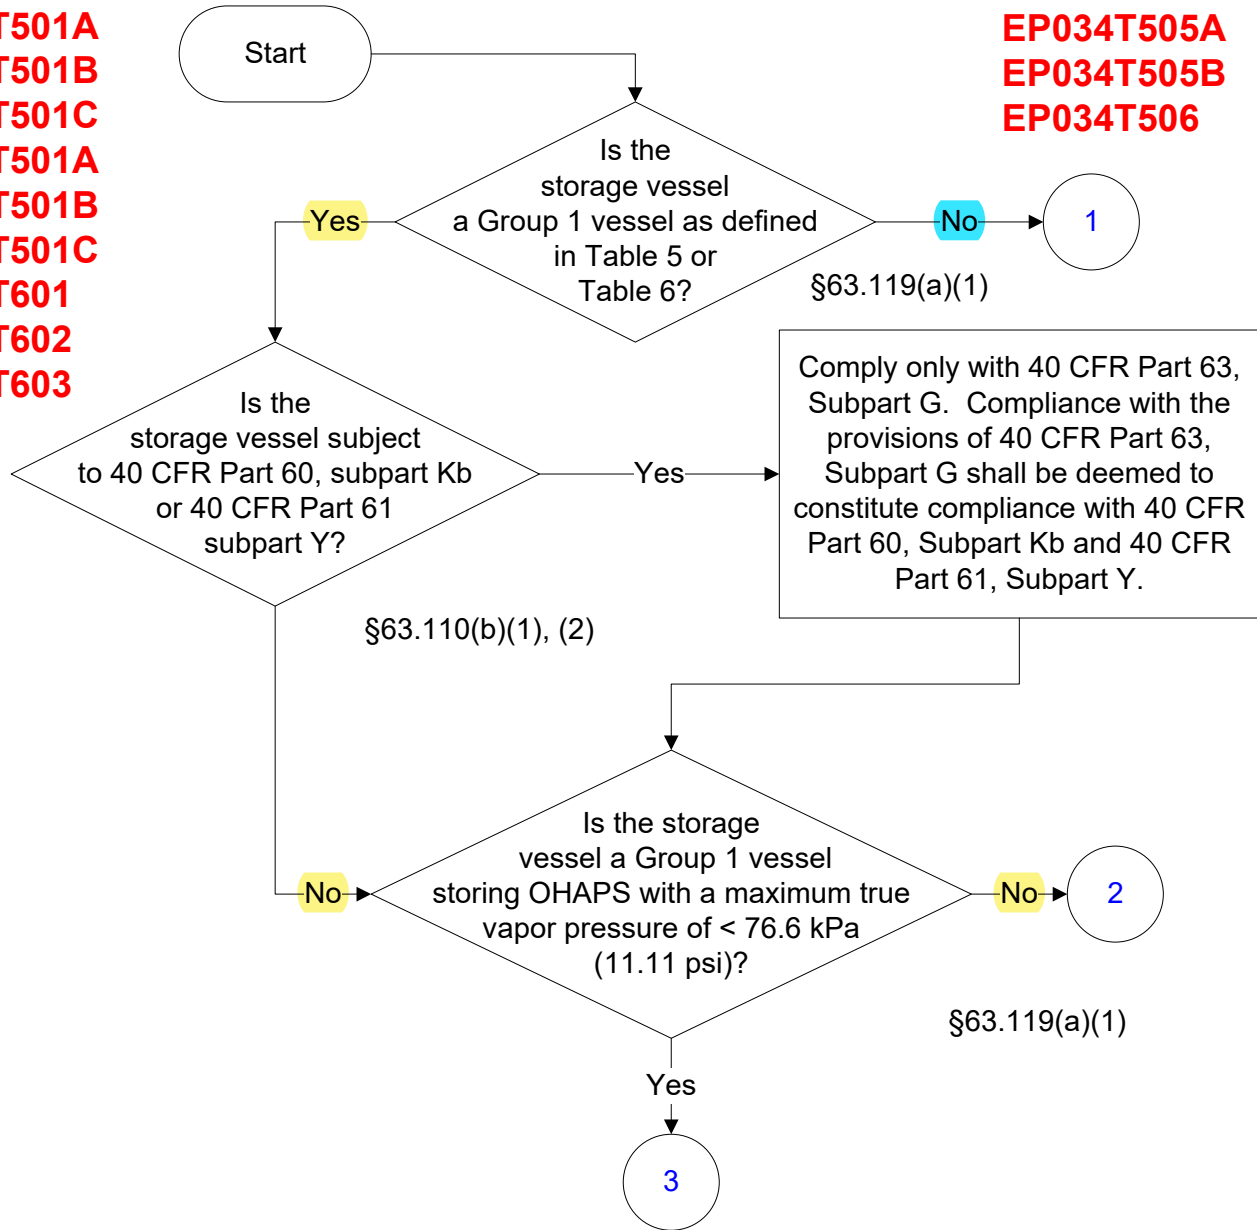 T501A
T501B
T501C
T501A
T501B
T501C
T601
T602
T603
Start
EP034T505A
EP034T505B
EP034T506
Is the
storage vessel
a Group 1 vessel as defined
in Table 5 or
Table 6?
Yes
No
1
§63.119(a)(1)
Is the
storage vessel subject
to 40 CFR Part 60, subpart Kb
or 40 CFR Part 61
subpart Y?
Yes
Comply only with 40 CFR Part 63,
Subpart G. Compliance with the
provisions of 40 CFR Part 63,
Subpart G shall be deemed to
constitute compliance with 40 CFR
Part 60, Subpart Kb and 40 CFR
Part 61, Subpart Y.
§63.110(b)(1), (2)
No
Is the storage
vessel a Group 1 vessel
storing OHAPS with a maximum true
vapor pressure of < 76.6 kPa
(11.11 psi)?
No
2
§63.119(a)(1)
Yes
3